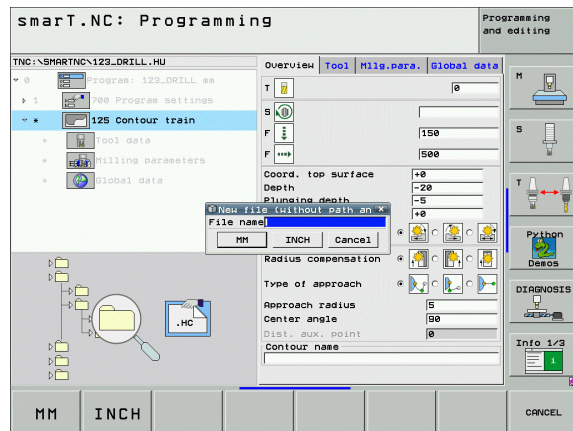 smarT.NC: Programming
Programming
and editing
TNC:\SMARTNC\123_DRILL.HU
0 Program: 123_DRILL mm
1 700 Program settings
* 125 Contour train
* Tool data
* Milling parameters
* Global data
Overview Tool Mllg.para. Global data
T 0
S
F 150
F 500
Coord. top surface +0
Depth -20
Plunging depth -5
+0
Radius compensation
Type of approach
Approach radius 5
Center angle 90
Dist. aux. point 0
Contour name
New file (without path an
File name
MM INCH Cancel
.HC
M
S
T
Python
Demos
DIAGNOSIS
Info 1/3
1
MM INCH CANCEL